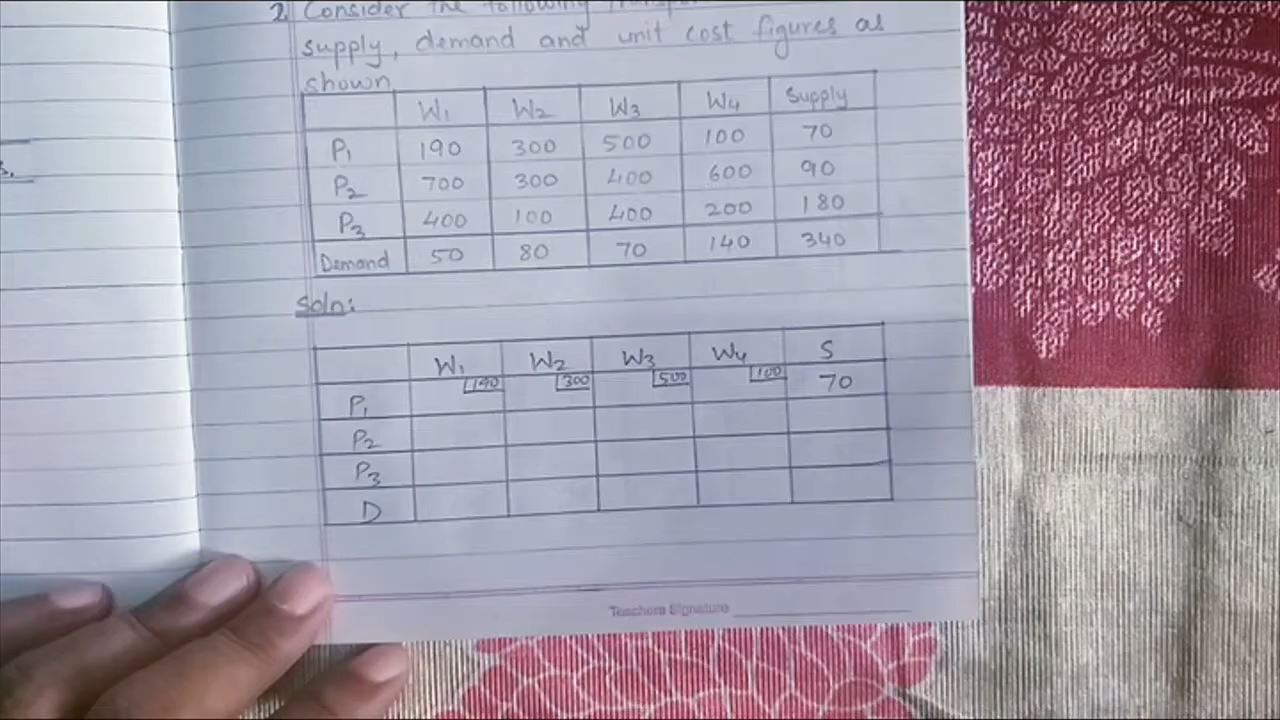 2. Consider the following
supply, demand and unit cost figures as
shown
W1 W2 W3 W4 Supply
P1 190 300 500 100 70
P2 700 300 400 600 90
P3 400 100 400 200 180
Demand 50 80 70 140 340
Soln:
W1 W2 W3 W4 S
P1 190 300 500 100 70
P2
P3
D
Teachers Signature